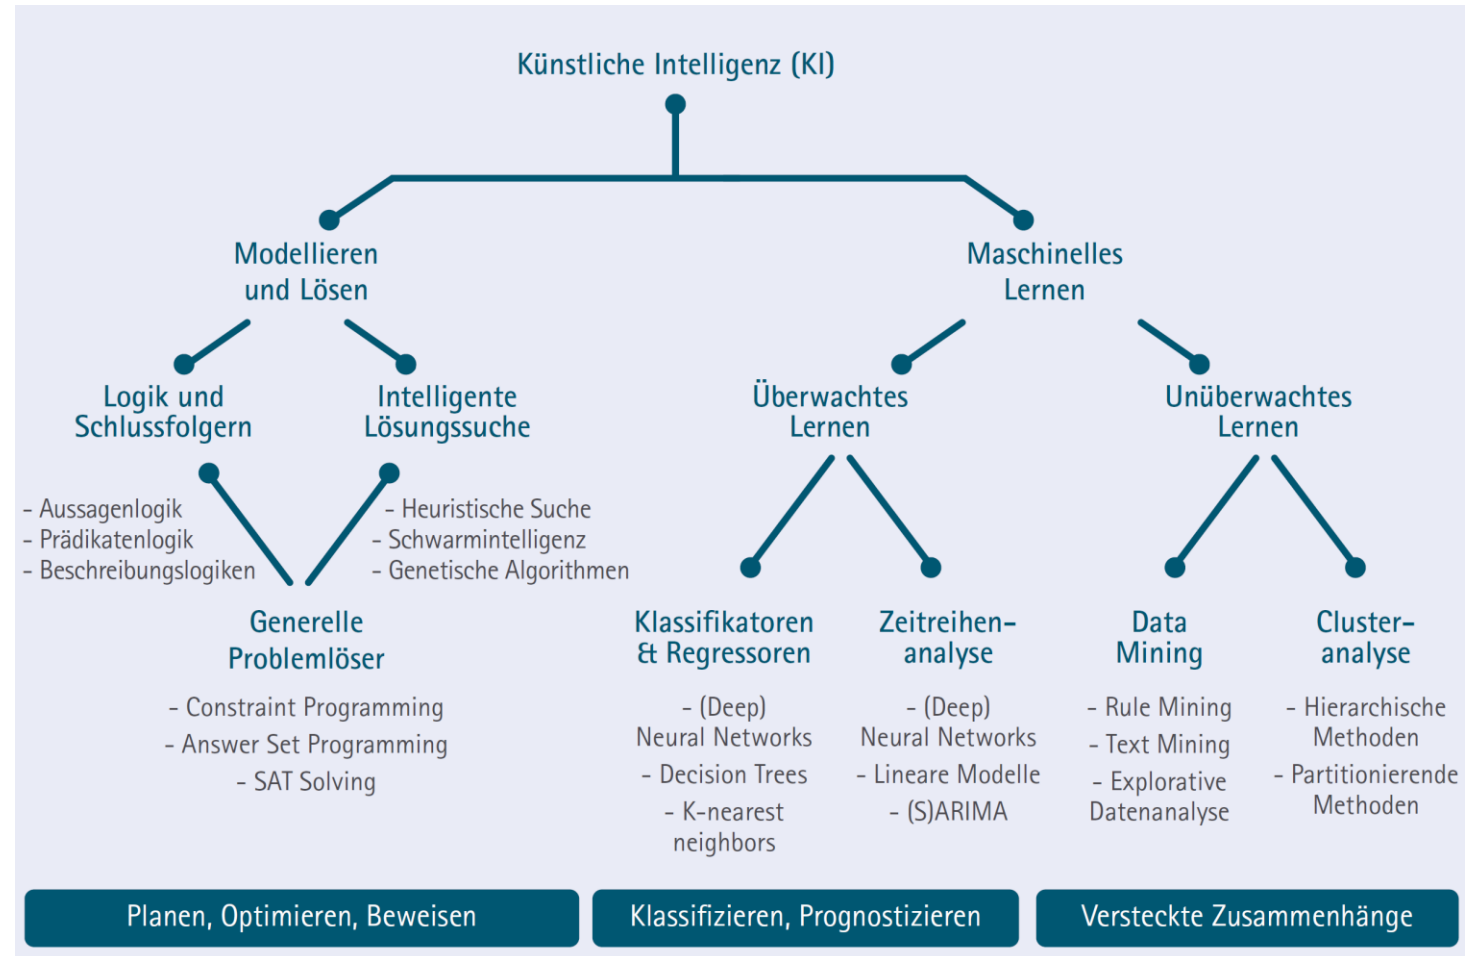 Künstliche Intelligenz (KI)
Modellieren
und Lösen
Maschinelles
Lernen
Logik und
Schlussfolgern
Intelligente
Lösungssuche
Überwachtes
Lernen
Unüberwachtes
Lernen
- Aussagenlogik
- Prädikatenlogik
- Beschreibungslogiken
- Heuristische Suche
- Schwarmintelligenz
- Genetische Algorithmen
Generelle
Problemlöser
- Constraint Programming
- Answer Set Programming
- SAT Solving
Klassifikatoren
& Regressoren
- (Deep)
Neural Networks
- Decision Trees
- K-nearest
neighbors
Zeitreihen-
analyse
- (Deep)
Neural Networks
- Lineare Modelle
- (S)ARIMA
Data
Mining
- Rule Mining
- Text Mining
- Explorative
Datenanalyse
Cluster-
analyse
- Hierarchische
Methoden
- Partitionierende
Methoden
Planen, Optimieren, Beweisen
Klassifizieren, Prognostizieren
Versteckte Zusammenhänge